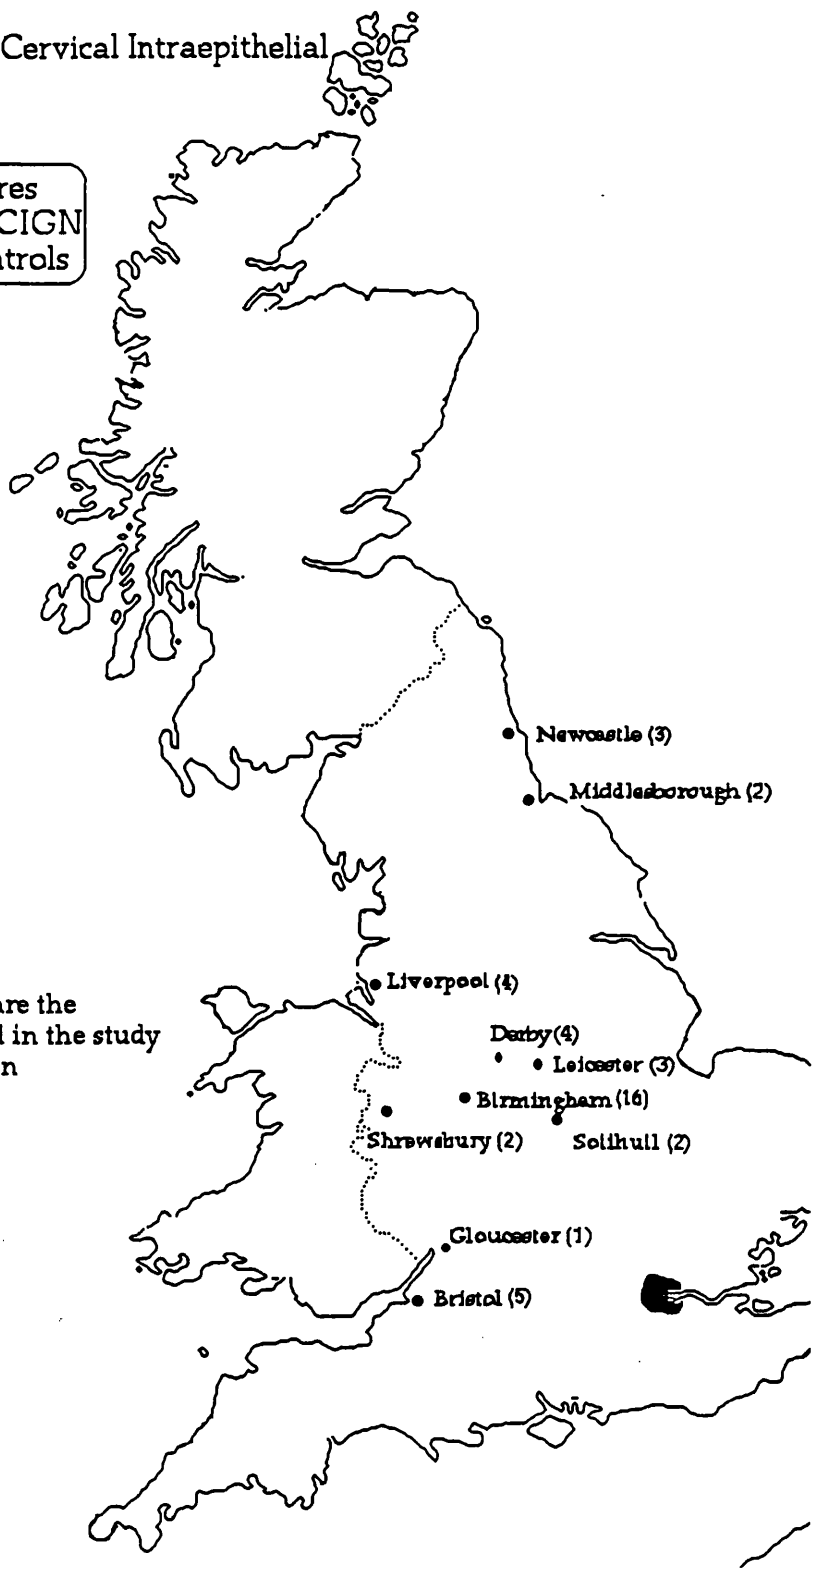 Cervical Intraepithelial
res
CIGN
ntrols
Newcastle (3)
Middlesborough (2)
are the
d in the study
n
Liverpool (4)
Derby (4)
Leicester (3)
Birmingham (16)
Shrewsbury (2)
Solihull (2)
Gloucester (1)
Bristol (5)